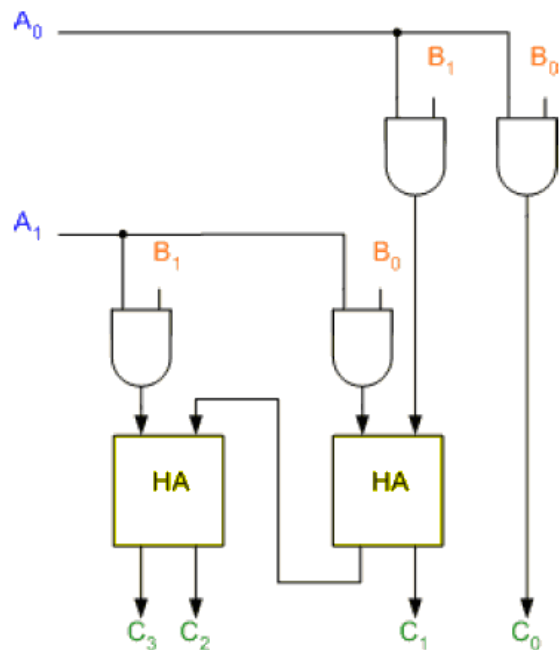 A₀
B₁ B₀
A₁
B₁ B₀
HA HA
C₃ C₂ C₁ C₀